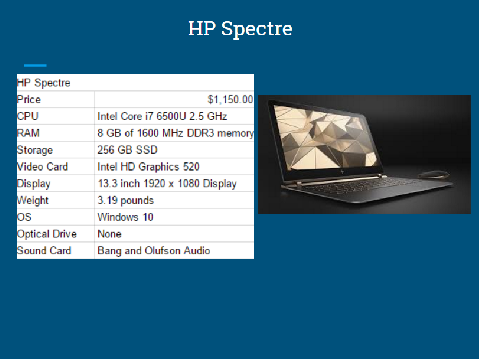 HP Spectre
HP Spectre
Price $1,150.00
CPU Intel Core i7 6500U 2.5 GHz
RAM 8 GB of 1600 MHz DDR3 memory
Storage 256 GB SSD
Video Card Intel HD Graphics 520
Display 13.3 inch 1920 x 1080 Display
Weight 3.19 pounds
OS Windows 10
Optical Drive None
Sound Card Bang and Olufson Audio